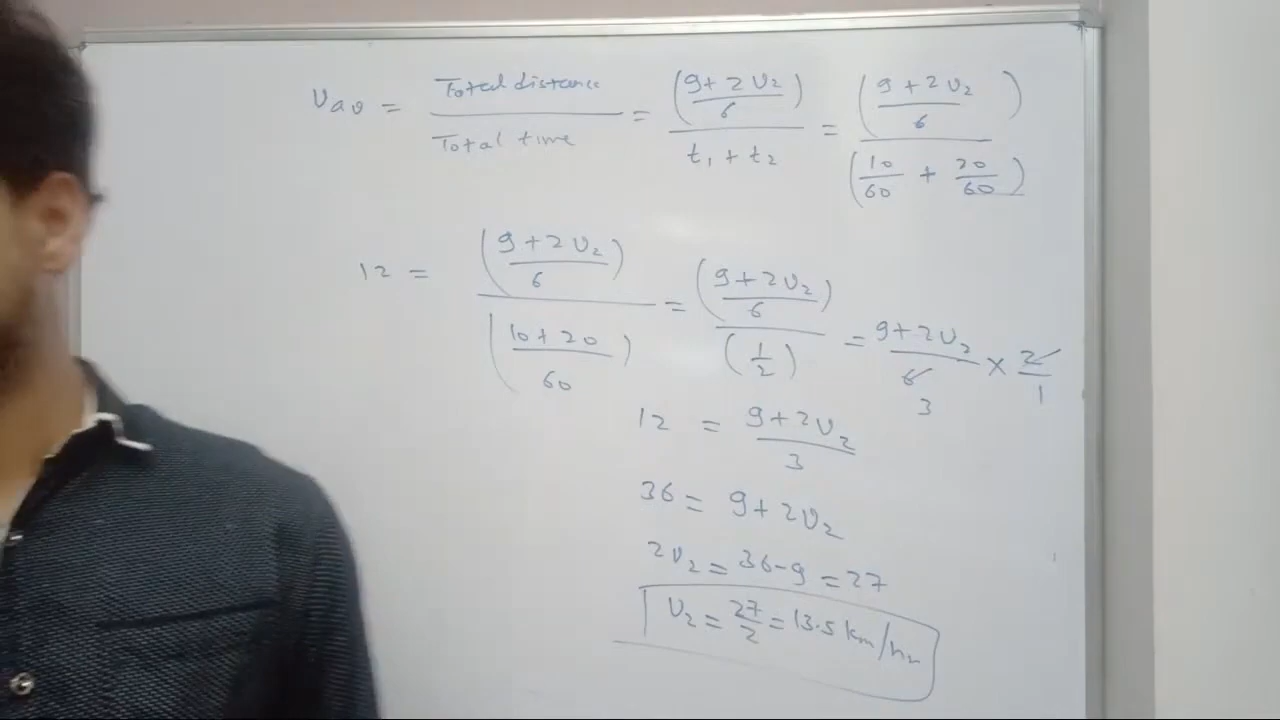 Vav = Total distance / Total time = ((9 + 2V₂)/6) / (t₁ + t₂) = ((9 + 2V₂)/6) / (10/60 + 20/60)
12 = ((9 + 2V₂)/6) / ((10 + 20)/60) = ((9 + 2V₂)/6) / (1/2) = (9 + 2V₂)/6 × 2/1
3
12 = (9 + 2V₂)/3
36 = 9 + 2V₂
2V₂ = 36 - 9 = 27
V₂ = 27/2 = 13.5 km/hr